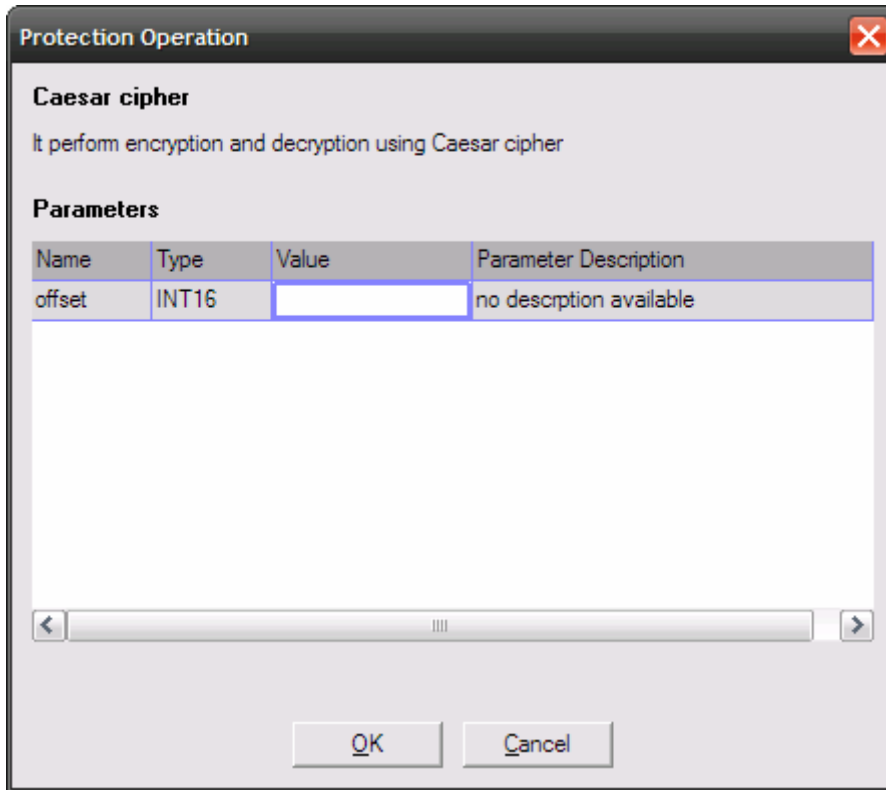 Protection Operation
Caesar cipher
It perform encryption and decryption using Caesar cipher
Parameters
Name Type Value Parameter Description
offset INT16 no descrption available
OK Cancel